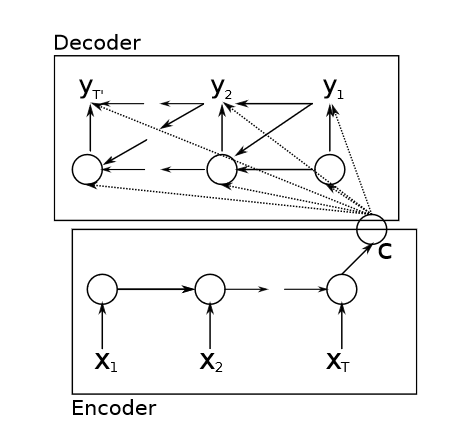 Decoder
y_T' y_2 y_1
c
x_1 x_2 x_T
Encoder